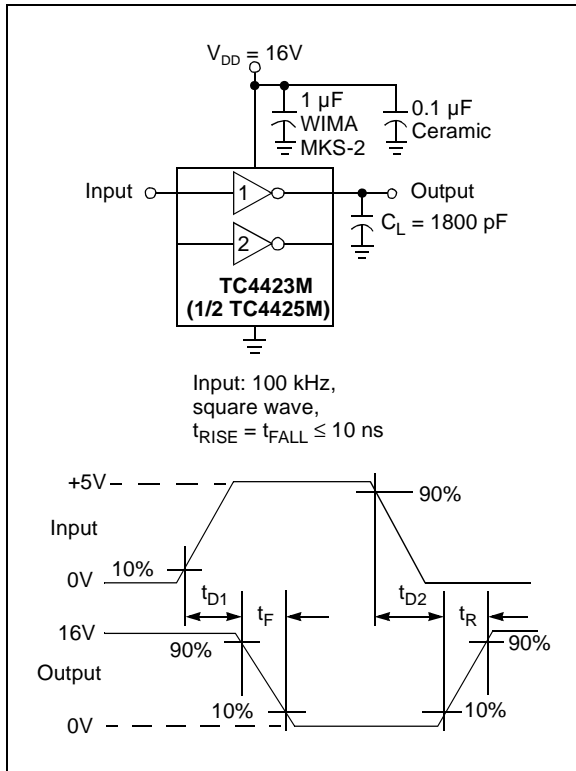 V_DD = 16V
1 µF
WIMA
MKS-2
0.1 µF
Ceramic
Input
1
Output
C_L = 1800 pF
2
TC4423M
(1/2 TC4425M)
Input: 100 kHz,
square wave,
t_RISE = t_FALL ≤ 10 ns
+5V
90%
Input
10%
0V
t_D1
t_F
t_D2
t_R
16V
90%
90%
Output
10%
10%
0V